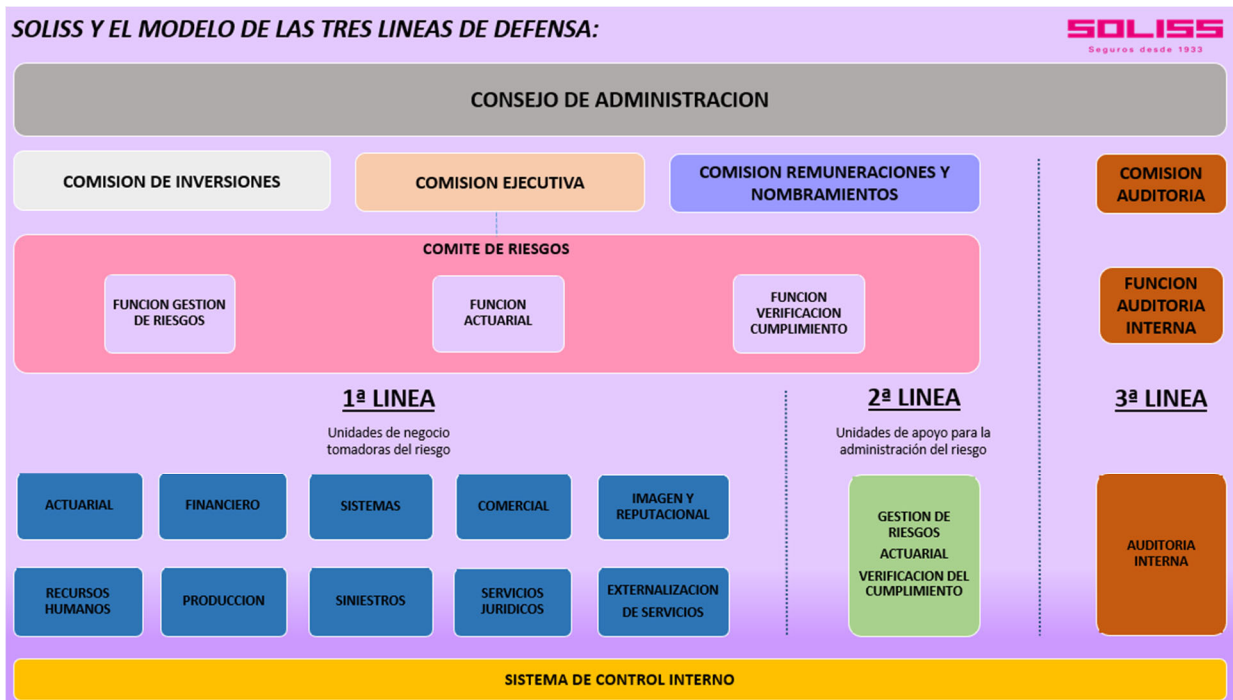 SOLISS Y EL MODELO DE LAS TRES LINEAS DE DEFENSA:
SOLISS
Seguros desde 1933
CONSEJO DE ADMINISTRACION
COMISION DE INVERSIONES
COMISION EJECUTIVA
COMISION REMUNERACIONES Y
NOMBRAMIENTOS
COMISION
AUDITORIA
COMITE DE RIESGOS
FUNCION GESTION
DE RIESGOS
FUNCION
ACTUARIAL
FUNCION
VERIFICACION
CUMPLIMIENTO
FUNCION
AUDITORIA
INTERNA
1ª LINEA
Unidades de negocio
tomadoras del riesgo
2ª LINEA
Unidades de apoyo para la
administración del riesgo
3ª LINEA
ACTUARIAL
FINANCIERO
SISTEMAS
COMERCIAL
IMAGEN Y
REPUTACIONAL
RECURSOS
HUMANOS
PRODUCCION
SINIESTROS
SERVICIOS
JURIDICOS
EXTERNALIZACION
DE SERVICIOS
GESTION DE
RIESGOS
ACTUARIAL
VERIFICACION DEL
CUMPLIMIENTO
AUDITORIA
INTERNA
SISTEMA DE CONTROL INTERNO